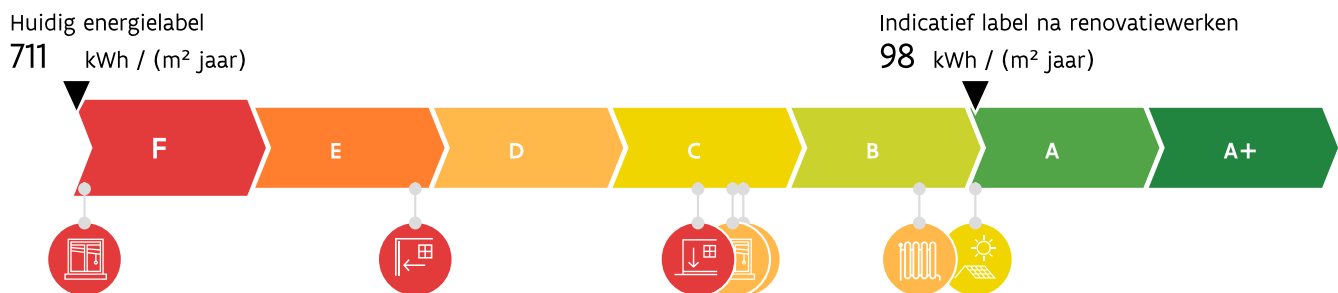 Huidig energielabel
711 kWh / (m² jaar)
Indicatief label na renovatiewerken
98 kWh / (m² jaar)
F E D C B A A+